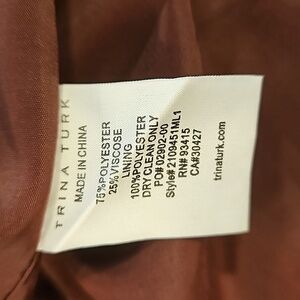 TRINA TURK
MADE IN CHINA
75%POLYESTER
25%VISCOSE
LINING
100%POLYESTER
DRY CLEAN ONLY
PO# 02902-00
Style# 2109451ML1
RN# 93415
CA#30427
trinaturk.com